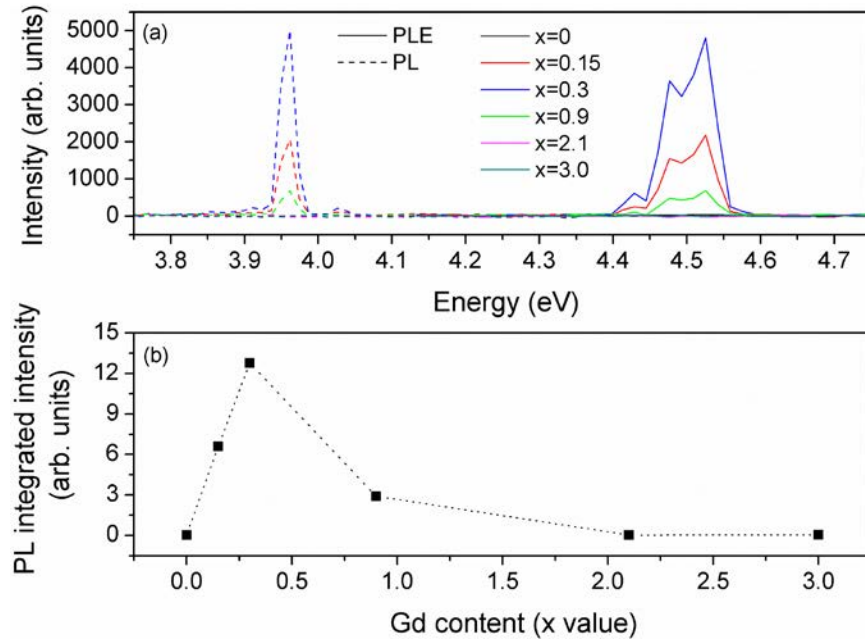 (a)
PLE
PL
x=0
x=0.15
x=0.3
x=0.9
x=2.1
x=3.0
Intensity (arb. units)
5000
4000
3000
2000
1000
0
3.8 3.9 4.0 4.1 4.2 4.3 4.4 4.5 4.6 4.7
Energy (eV)
(b)
PL integrated intensity
(arb. units)
15
12
9
6
3
0
0.0 0.5 1.0 1.5 2.0 2.5 3.0
Gd content (x value)